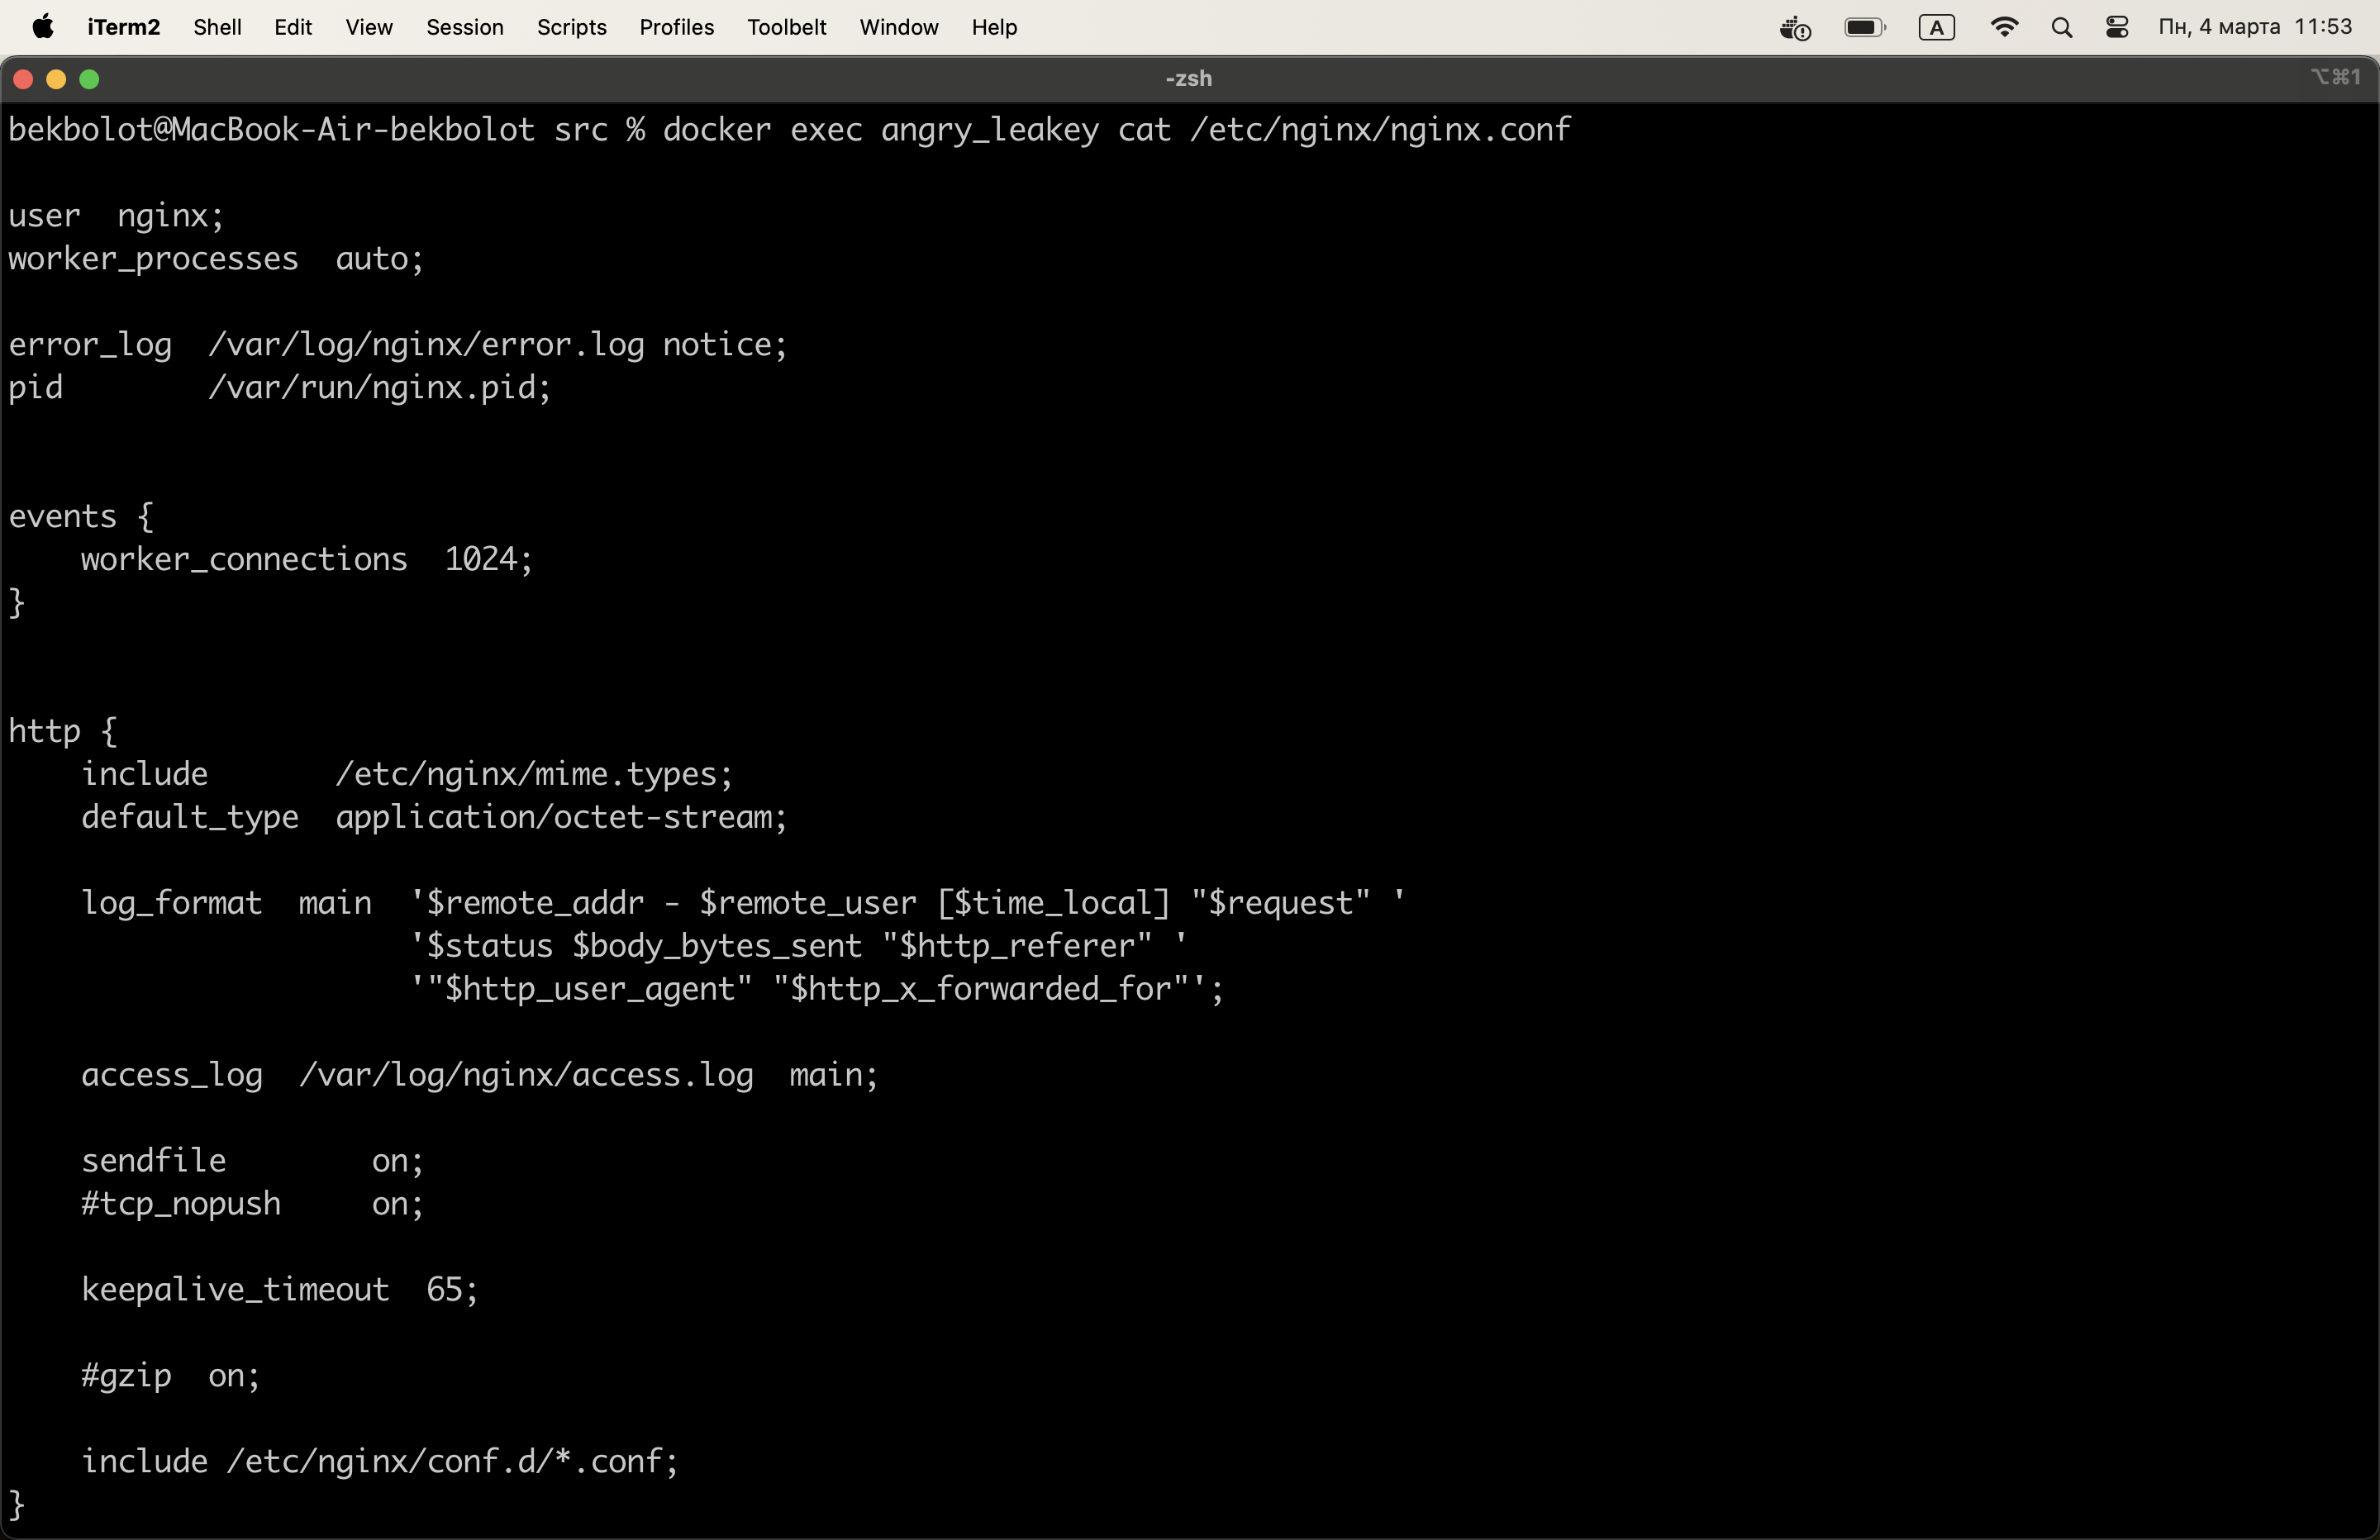 iTerm2 Shell Edit View Session Scripts Profiles Toolbelt Window Help A Пн, 4 марта 11:53
-zsh ⌥⌘1
bekbolot@MacBook-Air-bekbolot src % docker exec angry_leakey cat /etc/nginx/nginx.conf
user  nginx;
worker_processes  auto;
error_log  /var/log/nginx/error.log notice;
pid        /var/run/nginx.pid;
events {
    worker_connections  1024;
}
http {
    include       /etc/nginx/mime.types;
    default_type  application/octet-stream;
    log_format  main  '$remote_addr - $remote_user [$time_local] "$request" '
                      '$status $body_bytes_sent "$http_referer" '
                      '"$http_user_agent" "$http_x_forwarded_for"';
    access_log  /var/log/nginx/access.log  main;
    sendfile        on;
    #tcp_nopush     on;
    keepalive_timeout  65;
    #gzip  on;
    include /etc/nginx/conf.d/*.conf;
}